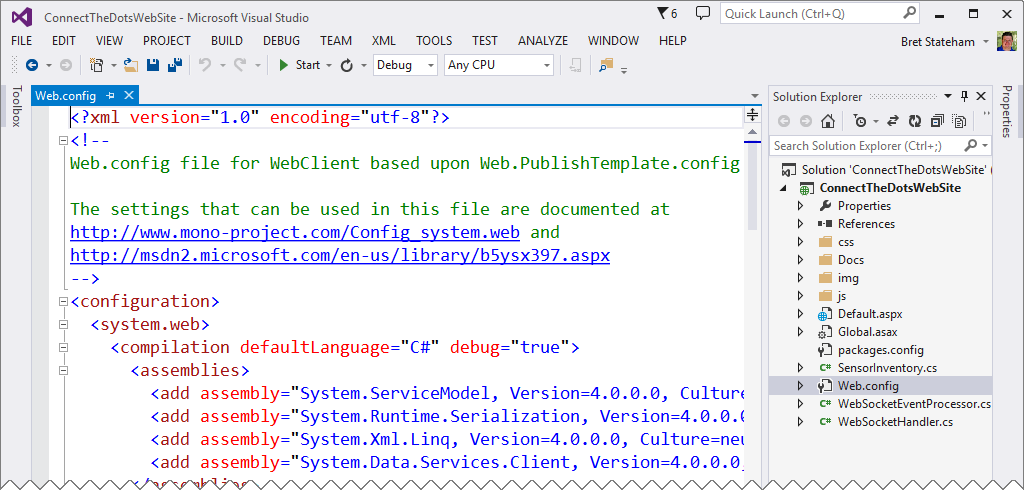 ConnectTheDotsWebSite - Microsoft Visual Studio
6
Quick Launch (Ctrl+Q)
FILE EDIT VIEW PROJECT BUILD DEBUG TEAM XML TOOLS TEST ANALYZE WINDOW HELP
Bret Stateham
Start Debug Any CPU
Toolbox
Web.config
<?xml version="1.0" encoding="utf-8"?>
<!--
Web.config file for WebClient based upon Web.PublishTemplate.config
The settings that can be used in this file are documented at
http://www.mono-project.com/Config_system.web and
http://msdn2.microsoft.com/en-us/library/b5ysx397.aspx
-->
<configuration>
<system.web>
<compilation defaultLanguage="C#" debug="true">
<assemblies>
<add assembly="System.ServiceModel, Version=4.0.0.0, Culture
<add assembly="System.Runtime.Serialization, Version=4.0.0.0
<add assembly="System.Xml.Linq, Version=4.0.0.0, Culture=neu
<add assembly="System.Data.Services.Client, Version=4.0.0.0,
Solution Explorer
Search Solution Explorer (Ctrl+;)
Solution 'ConnectTheDotsWebSite' (
ConnectTheDotsWebSite
Properties
References
css
Docs
img
js
Default.aspx
Global.asax
packages.config
SensorInventory.cs
Web.config
WebSocketEventProcessor.cs
WebSocketHandler.cs
Properties